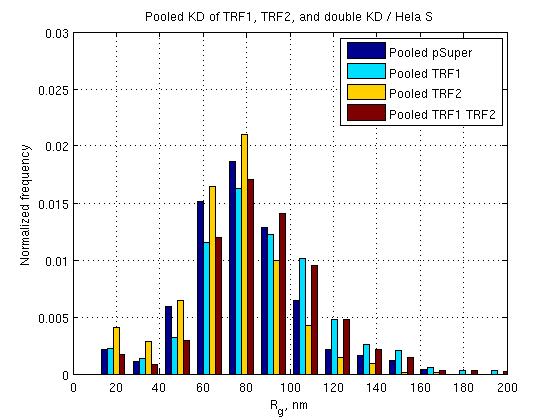 Pooled KD of TRF1, TRF2, and double KD / Hela S
Normalized frequency
0.03
0.025
0.02
0.015
0.01
0.005
0
Pooled pSuper
Pooled TRF1
Pooled TRF2
Pooled TRF1 TRF2
0 20 40 60 80 100 120 140 160 180 200
Rg, nm